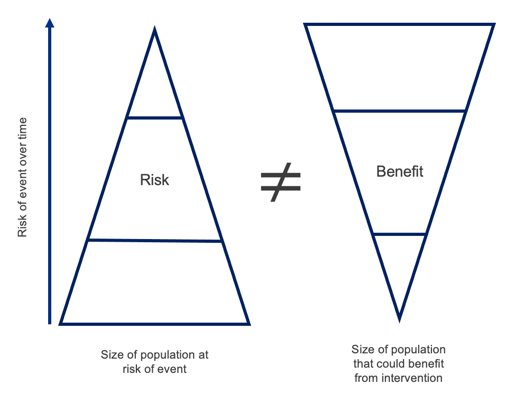 Risk of event over time
Risk
≠
Benefit
Size of population at
risk of event
Size of population
that could benefit
from intervention